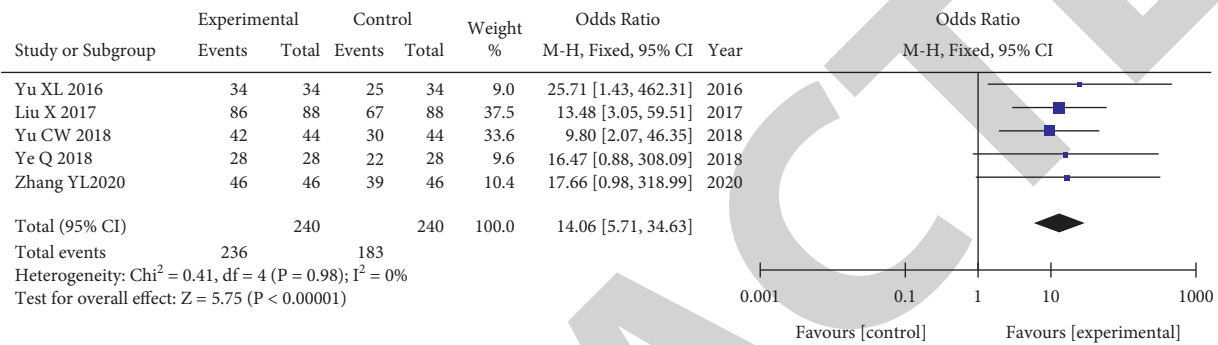 Experimental Control Weight Odds Ratio Odds Ratio
Study or Subgroup Events Total Events Total % M-H, Fixed, 95% CI Year M-H, Fixed, 95% CI
Yu XL 2016 34 34 25 34 9.0 25.71 [1.43, 462.31] 2016
Liu X 2017 86 88 67 88 37.5 13.48 [3.05, 59.51] 2017
Yu CW 2018 42 44 30 44 33.6 9.80 [2.07, 46.35] 2018
Ye Q 2018 28 28 22 28 9.6 16.47 [0.88, 308.09] 2018
Zhang YL2020 46 46 39 46 10.4 17.66 [0.98, 318.99] 2020
Total (95% CI) 240 240 100.0 14.06 [5.71, 34.63]
Total events 236 183
Heterogeneity: Chi² = 0.41, df = 4 (P = 0.98); I² = 0%
Test for overall effect: Z = 5.75 (P < 0.00001)
0.001 0.1 1 10 1000
Favours [control] Favours [experimental]